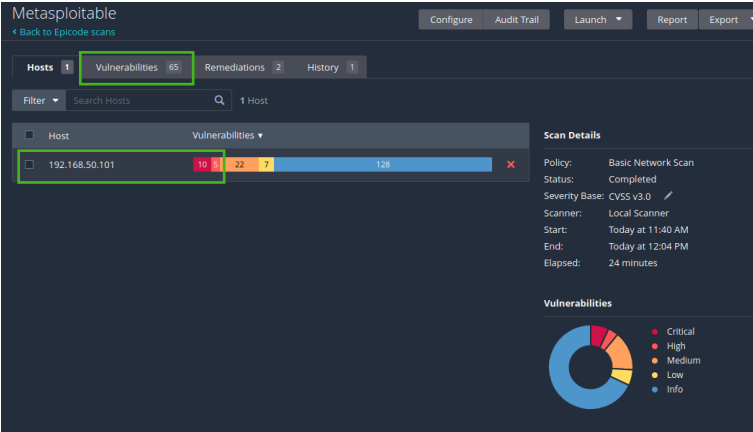 Metasploitable
‹ Back to Epicode scans
Configure Audit Trail Launch Report Export
Hosts 1 Vulnerabilities 65 Remediations 2 History 1
Filter Search Hosts 1 Host
Host Vulnerabilities
192.168.50.101 10 5 22 7 128
Scan Details
Policy: Basic Network Scan
Status: Completed
Severity Base: CVSS v3.0
Scanner: Local Scanner
Start: Today at 11:40 AM
End: Today at 12:04 PM
Elapsed: 24 minutes
Vulnerabilities
Critical
High
Medium
Low
Info